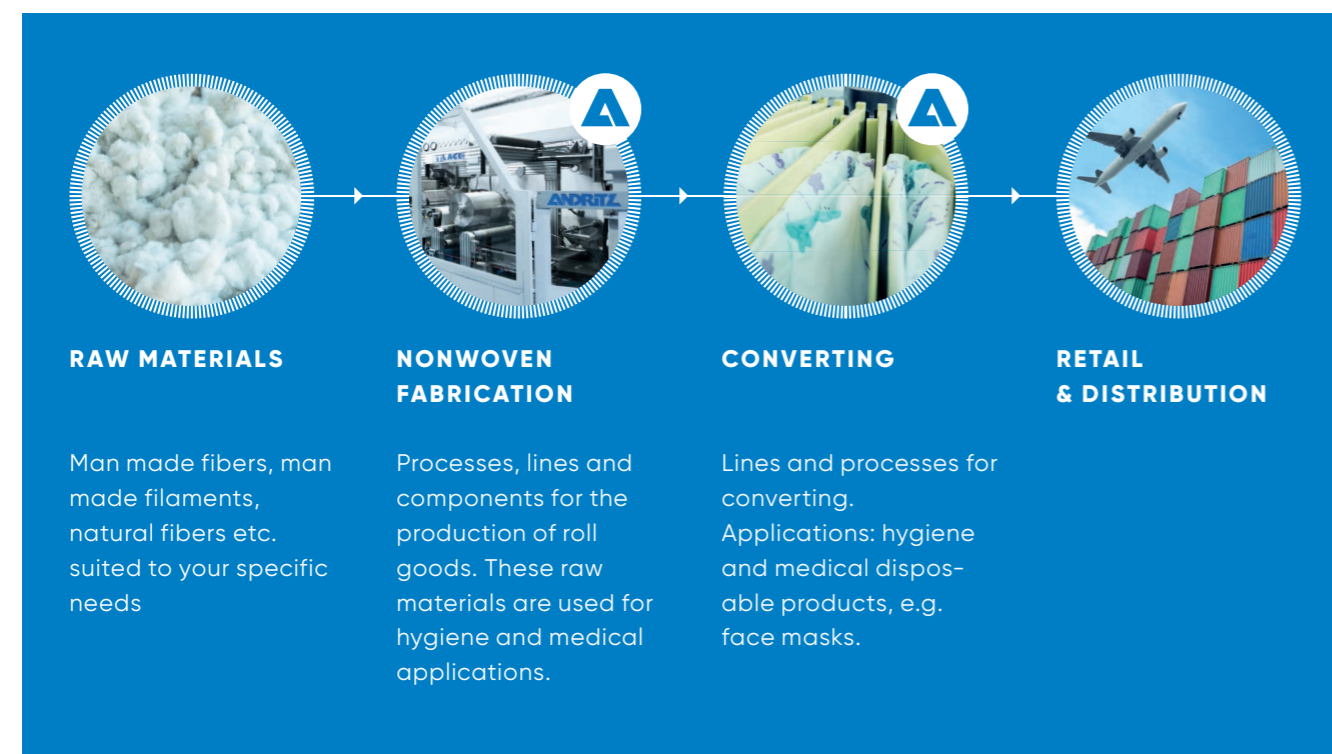 RAW MATERIALS
Man made fibers, man
made filaments,
natural fibers etc.
suited to your specific
needs
ANDRITZ
NONWOVEN
FABRICATION
Processes, lines and
components for the
production of roll
goods. These raw
materials are used for
hygiene and medical
applications.
CONVERTING
Lines and processes for
converting.
Applications: hygiene
and medical dispos-
able products, e.g.
face masks.
RETAIL
& DISTRIBUTION